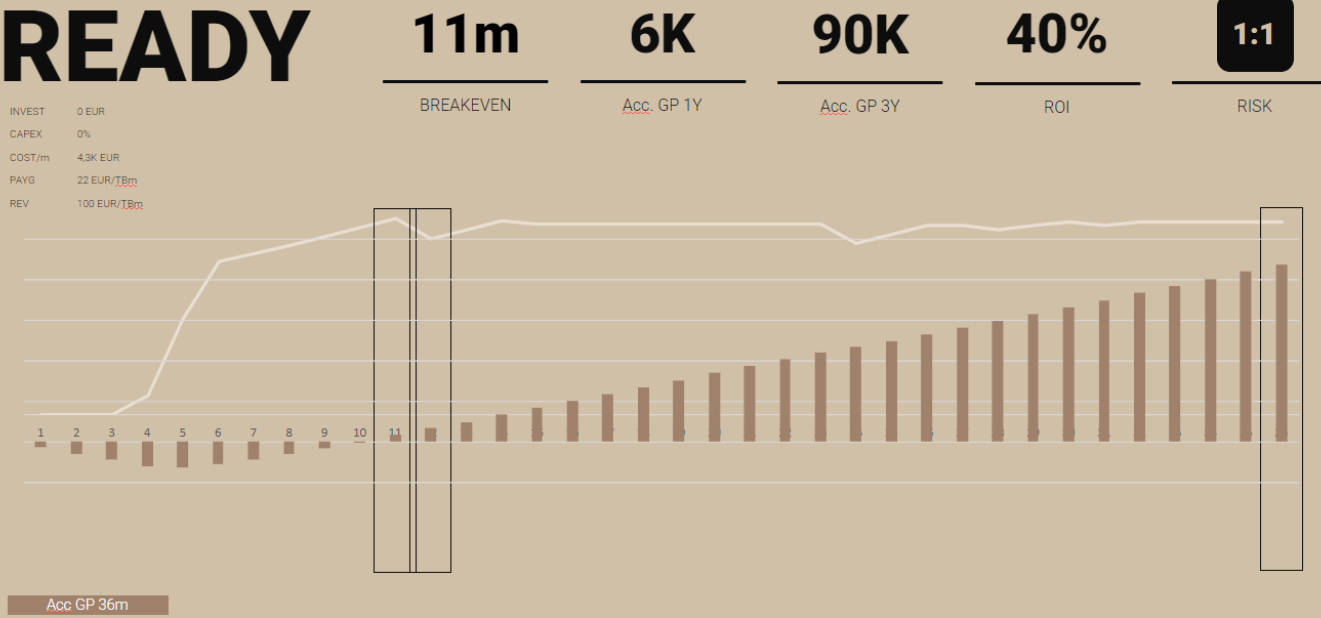 READY
11m
6K
90K
40%
1:1
BREAKEVEN
Acc. GP 1Y
Acc. GP 3Y
ROI
RISK
INVEST 0 EUR
CAPEX 0%
COST/m 4,3K EUR
PAYG 22 EUR/TBm
REV 100 EUR/TBm
1 2 3 4 5 6 7 8 9 10 11
Acc GP 36m